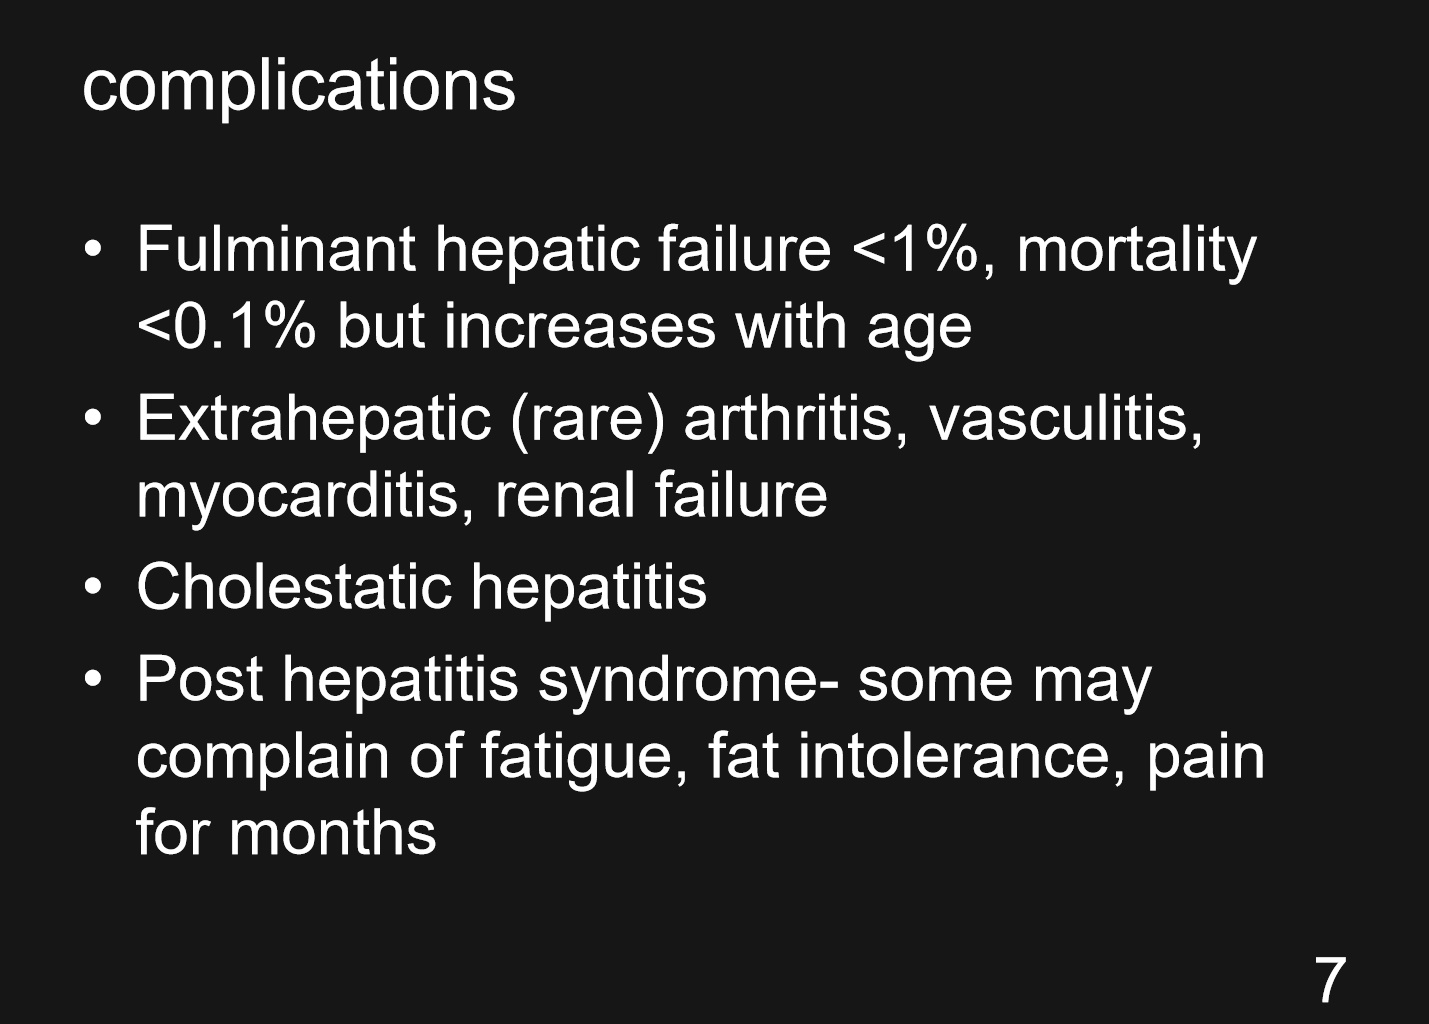 complications
• Fulminant hepatic failure <1%, mortality
<0.1% but increases with age
• Extrahepatic (rare) arthritis, vasculitis,
myocarditis, renal failure
• Cholestatic hepatitis
• Post hepatitis syndrome- some may
complain of fatigue, fat intolerance, pain
for months
7